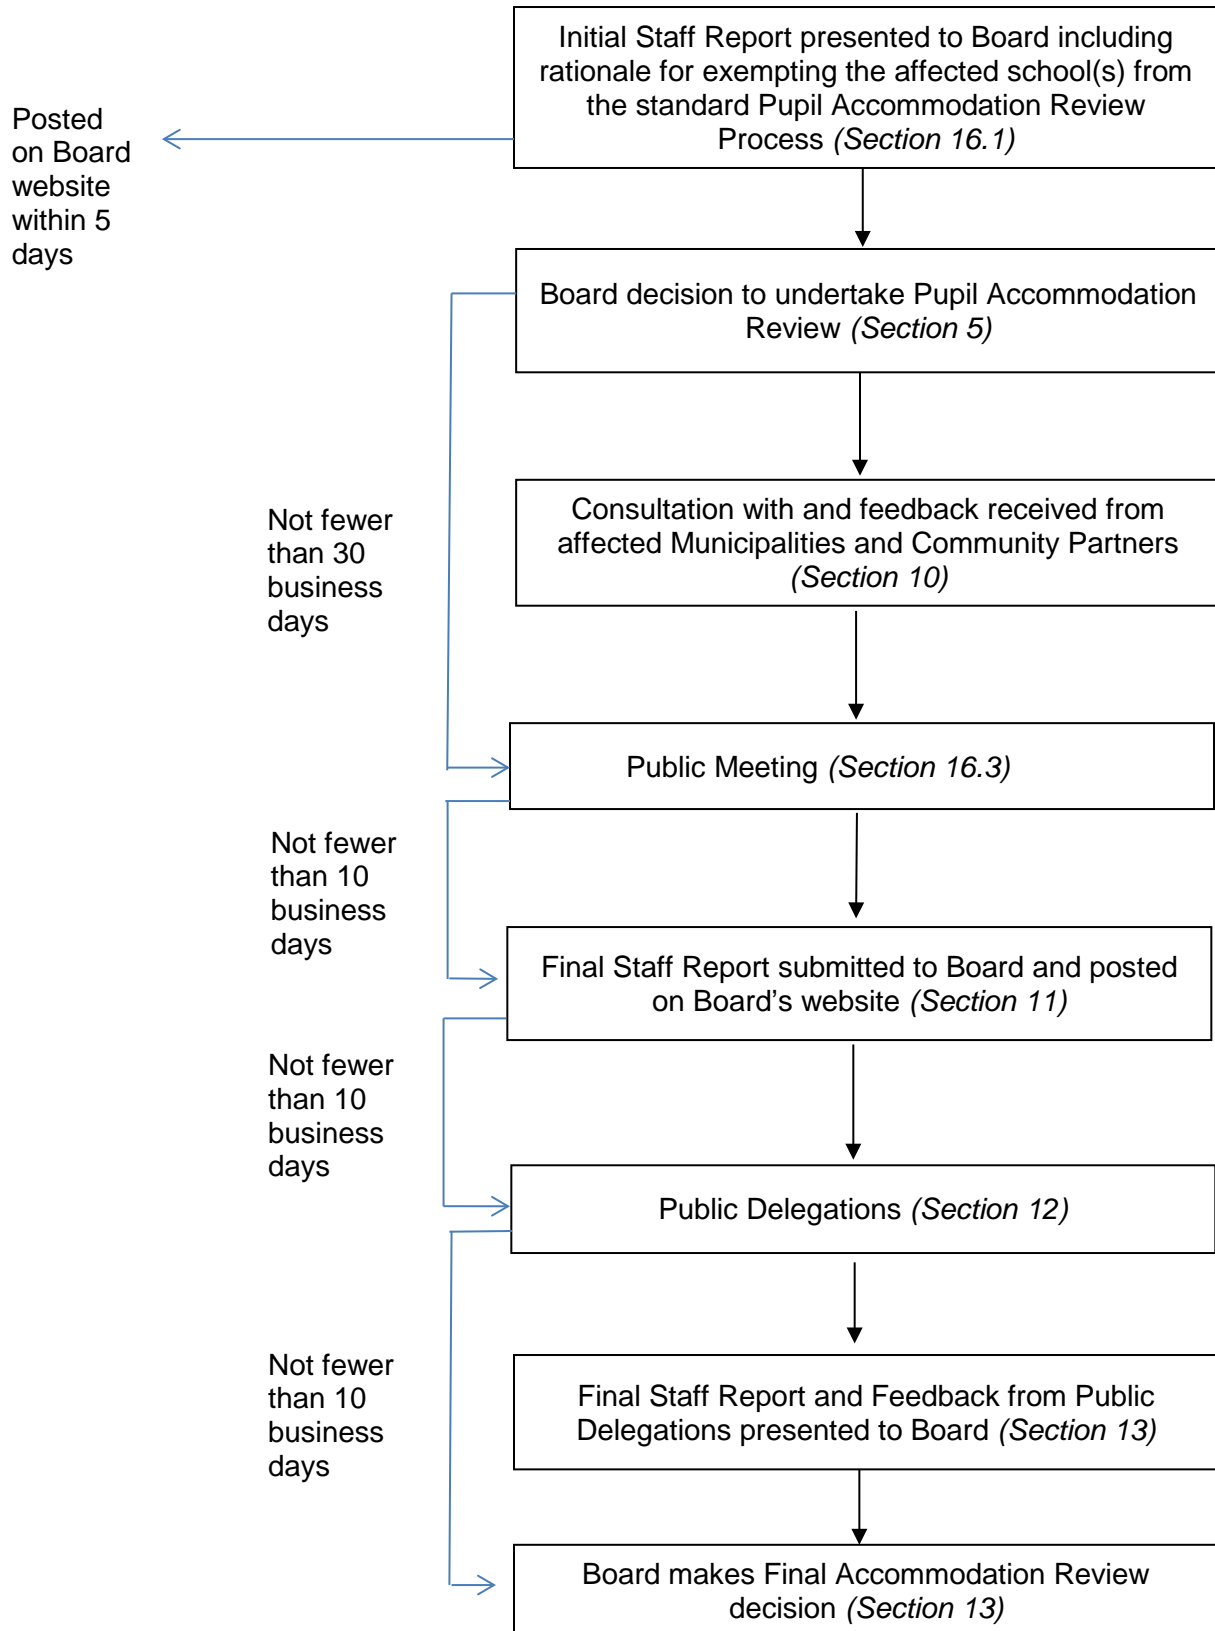 Initial Staff Report presented to Board including
rationale for exempting the affected school(s) from
the standard Pupil Accommodation Review
Process (Section 16.1)
Posted
on Board
website
within 5
days
Board decision to undertake Pupil Accommodation
Review (Section 5)
Consultation with and feedback received from
affected Municipalities and Community Partners
(Section 10)
Not fewer
than 30
business
days
Public Meeting (Section 16.3)
Not fewer
than 10
business
days
Final Staff Report submitted to Board and posted
on Board’s website (Section 11)
Not fewer
than 10
business
days
Public Delegations (Section 12)
Not fewer
than 10
business
days
Final Staff Report and Feedback from Public
Delegations presented to Board (Section 13)
Board makes Final Accommodation Review
decision (Section 13)